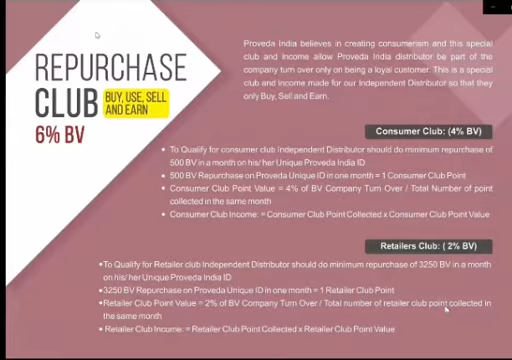 REPURCHASE
CLUB BUY, USE, SELL AND EARN
6% BV
Proveda India believes in creating consumerism and this special
club and income allow Proveda India distributor be part of the
company turn over only on being a loyal customer. This is a special
club and income made for our Independent Distributor so that they
only Buy, Sell and Earn.
Consumer Club: (4% BV)
• To Qualify for consumer club Independent Distributor should do minimum repurchase of
500 BV in a month on his/ her Unique Proveda India ID
• 500 BV Repurchase on Proveda Unique ID in one month = 1 Consumer Club Point
• Consumer Club Point Value = 4% of BV Company Turn Over / Total Number of point
collected in the same month
• Consumer Club Income: = Consumer Club Point Collected x Consumer Club Point Value
Retailers Club: ( 2% BV)
•To Qualify for Retailer club Independent Distributor should do minimum repurchase of 3250 BV in a month
on his/her Unique Proveda India ID
•3250 BV Repurchase on Proveda Unique ID in one month = 1 Retailer Club Point
•Retailer Club Point Value = 2% of BV Company Turn Over / Total number of retailer club point collected in
the same month
• Retailer Club Income: = Retailer Club Point Collected x Retailer Club Point Value